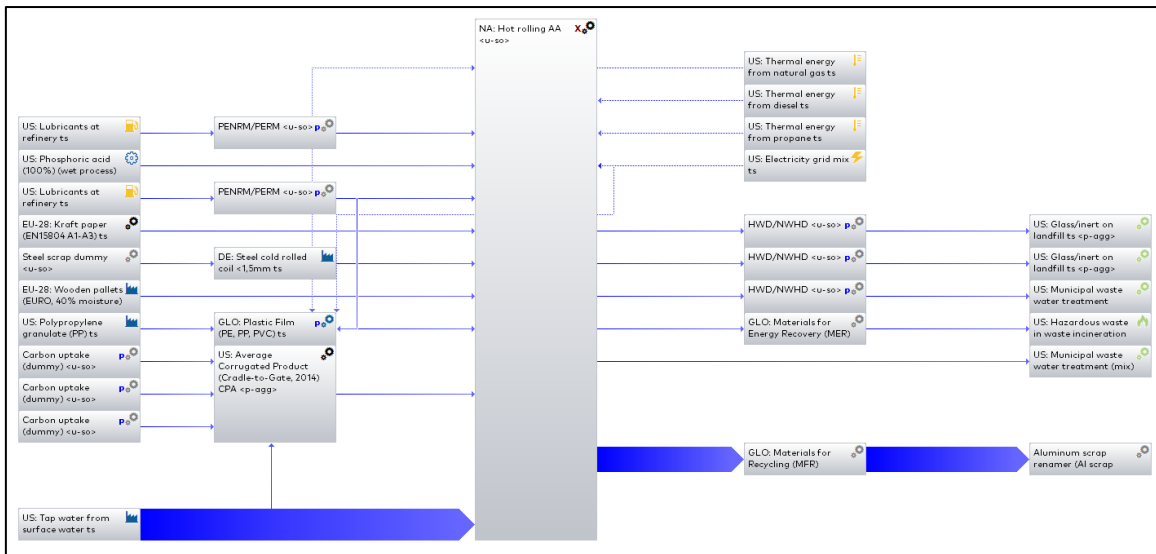 NA: Hot rolling AA X
<u-so>
US: Thermal energy
from natural gas ts
US: Thermal energy
from diesel ts
US: Thermal energy
from propane ts
US: Electricity grid mix
ts
US: Lubricants at
refinery ts
PENRM/PERM <u-so> p
US: Phosphoric acid
(100%) (wet process)
US: Lubricants at
refinery ts
PENRM/PERM <u-so> p
EU-28: Kraft paper
(EN15804 A1-A3) ts
HWD/NWHD <u-so> p
US: Glass/inert on
landfill ts <p-agg>
Steel scrap dummy
<u-so>
DE: Steel cold rolled
coil <1,5mm ts
HWD/NWHD <u-so> p
US: Glass/inert on
landfill ts <p-agg>
EU-28: Wooden pallets
(EURO, 40% moisture)
HWD/NWHD <u-so> p
US: Municipal waste
water treatment
US: Polypropylene
granulate (PP) ts
GLO: Plastic Film p
(PE, PP, PVC) ts
GLO: Materials for
Energy Recovery (MER)
US: Hazardous waste
in waste incineration
Carbon uptake p
(dummy) <u-so>
US: Average
Corrugated Product
(Cradle-to-Gate, 2014)
CPA <p-agg>
US: Municipal waste
water treatment (mix)
Carbon uptake p
(dummy) <u-so>
Carbon uptake p
(dummy) <u-so>
GLO: Materials for
Recycling (MFR)
Aluminum scrap
renamer (Al scrap
US: Tap water from
surface water ts